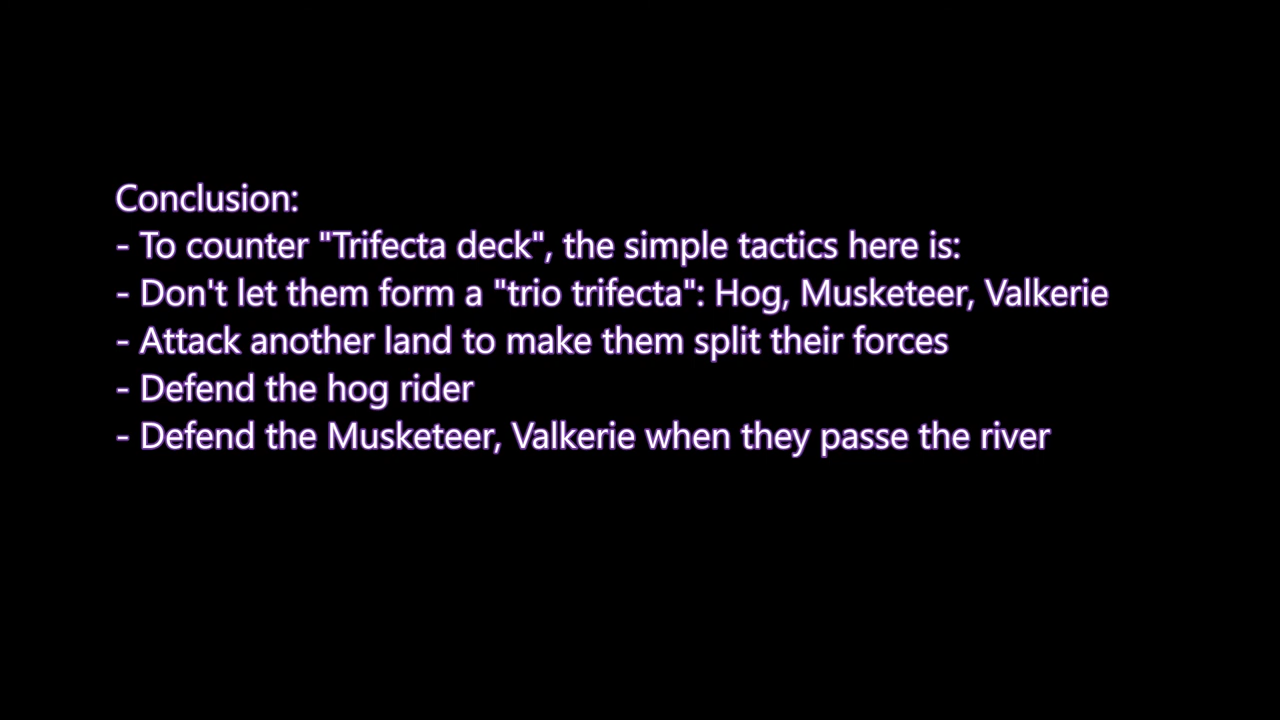 Conclusion:
- To counter "Trifecta deck", the simple tactics here is:
- Don't let them form a "trio trifecta": Hog, Musketeer, Valkerie
- Attack another land to make them split their forces
- Defend the hog rider
- Defend the Musketeer, Valkerie when they passe the river